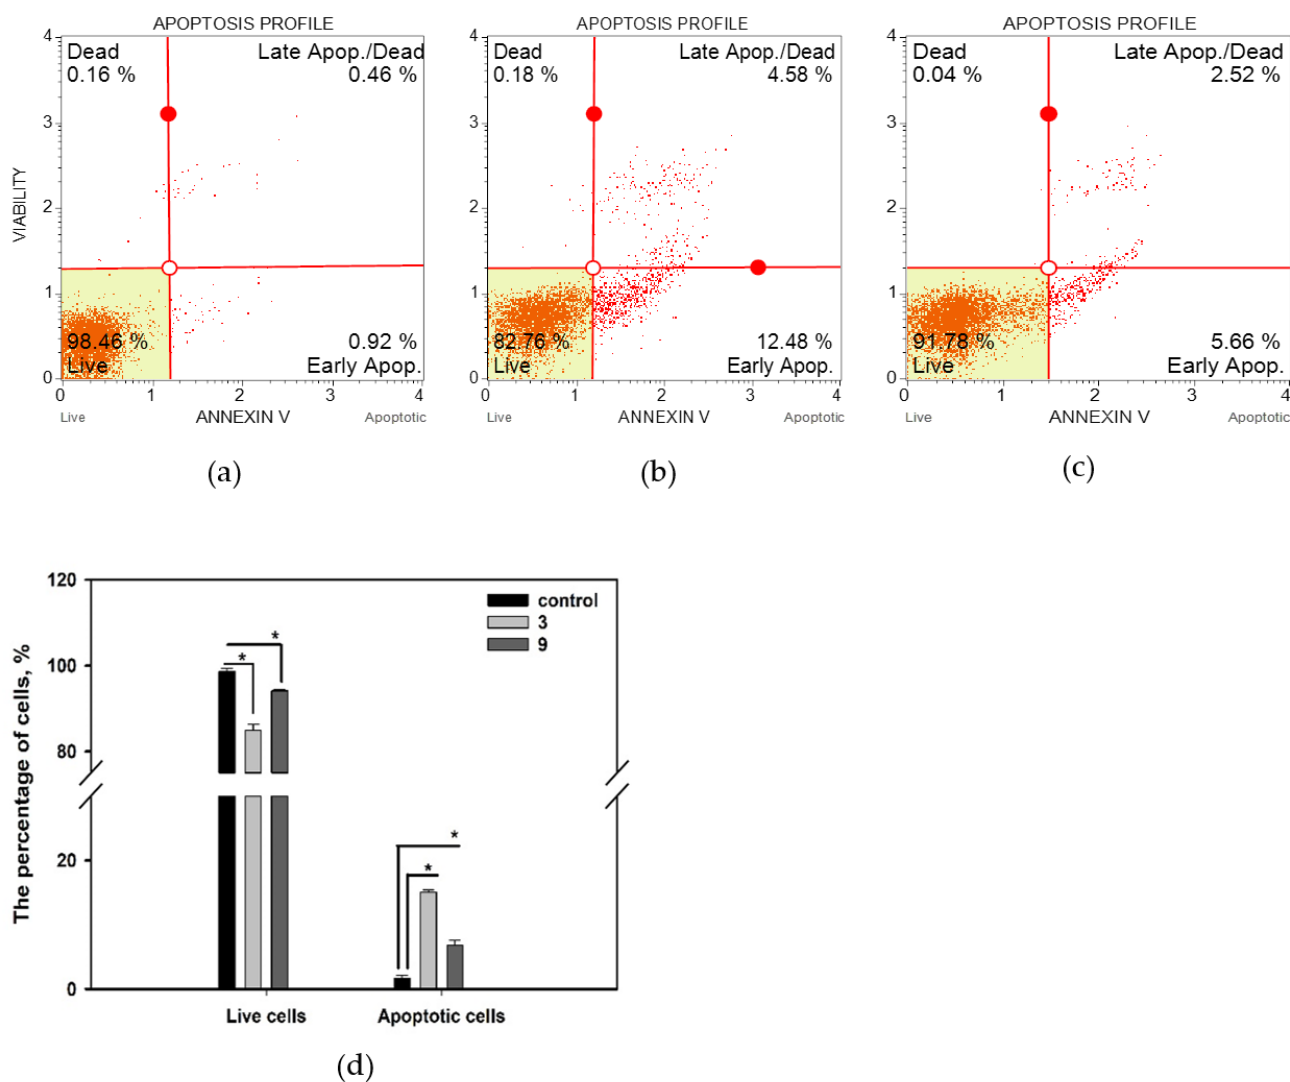 APOPTOSIS PROFILE
4
Dead
Late Apop./Dead
0.16 %
0.46 %
3
VIABILITY
2
1
98.46 %
0.92 %
Live
Early Apop.
0
0 1 2 3 4
Live ANNEXIN V Apoptotic
(a)
APOPTOSIS PROFILE
4
Dead
Late Apop./Dead
0.18 %
4.58 %
3
2
1
82.76 %
12.48 %
Live
Early Apop.
0
0 1 2 3 4
Live ANNEXIN V Apoptotic
(b)
APOPTOSIS PROFILE
4
Dead
Late Apop./Dead
0.04 %
2.52 %
3
2
1
91.78 %
5.66 %
Live
Early Apop.
0
0 1 2 3 4
Live ANNEXIN V Apoptotic
(c)
The percentage of cells, %
120
100
80
20
0
control
3
9
*
*
*
*
Live cells
Apoptotic cells
(d)